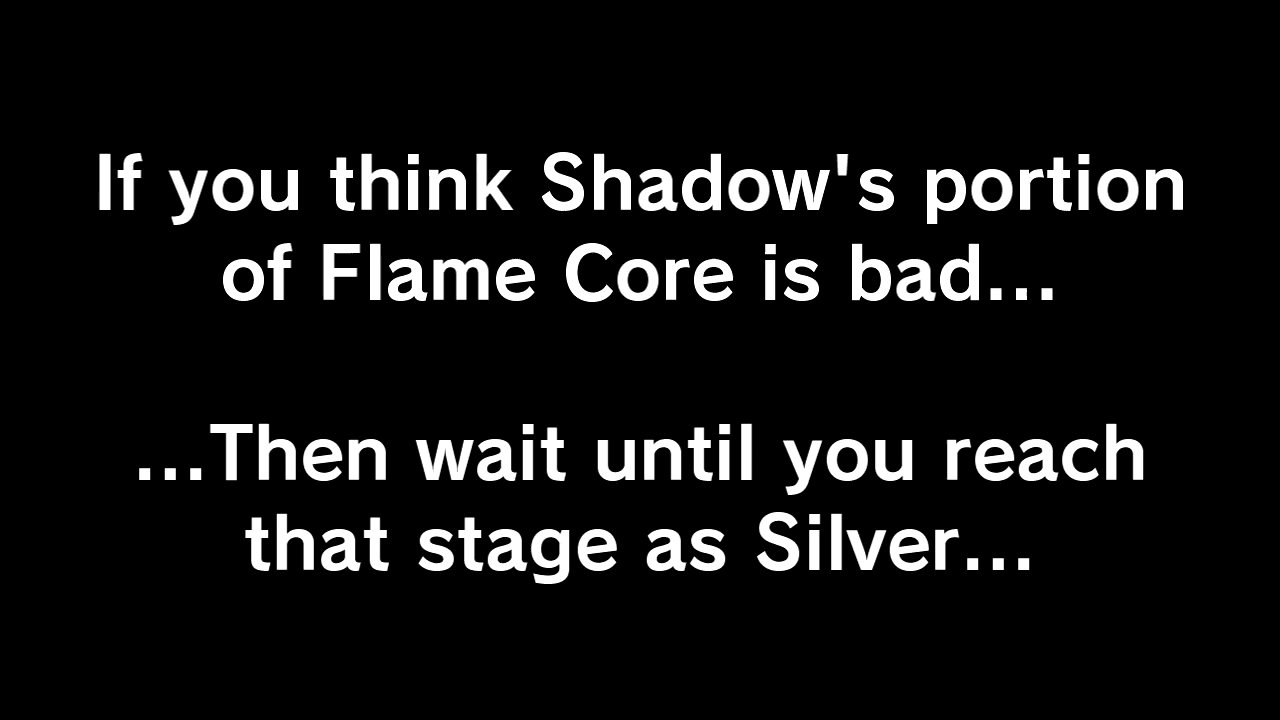 If you think Shadow's portion
of Flame Core is bad...
...Then wait until you reach
that stage as Silver...